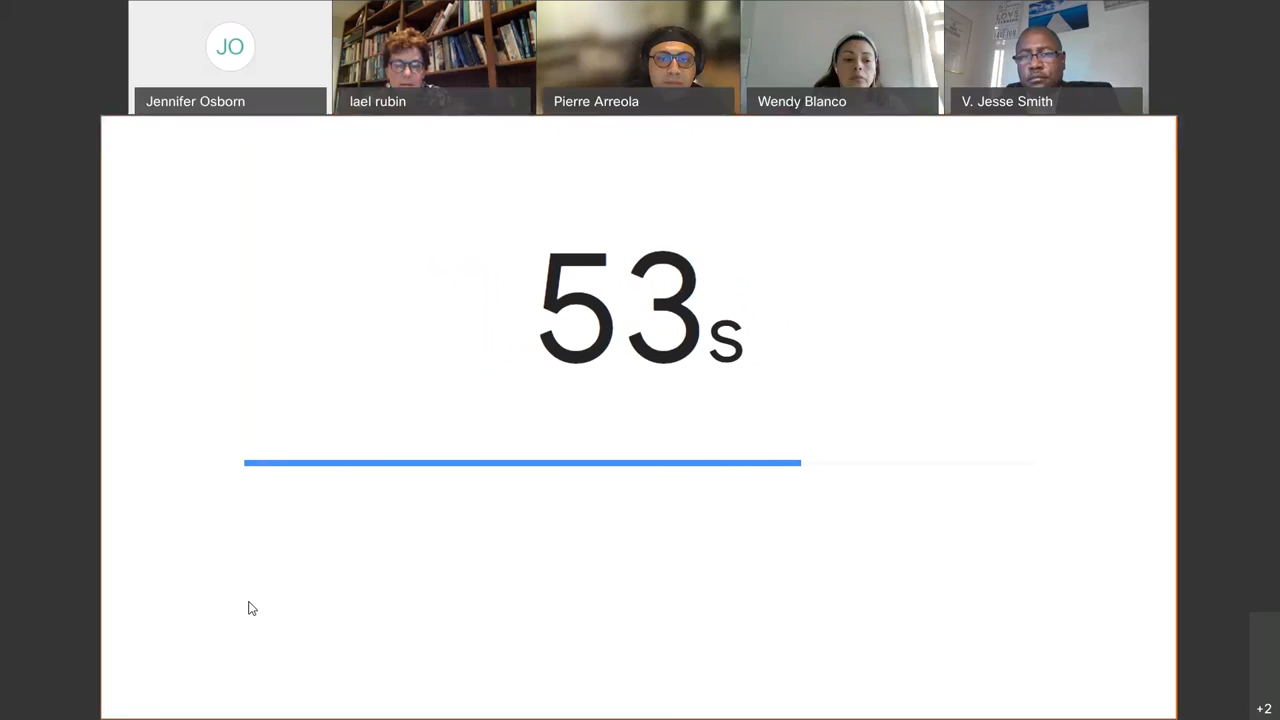 JO
Jennifer Osborn
lael rubin
Pierre Arreola
Wendy Blanco
V. Jesse Smith
53s
+2